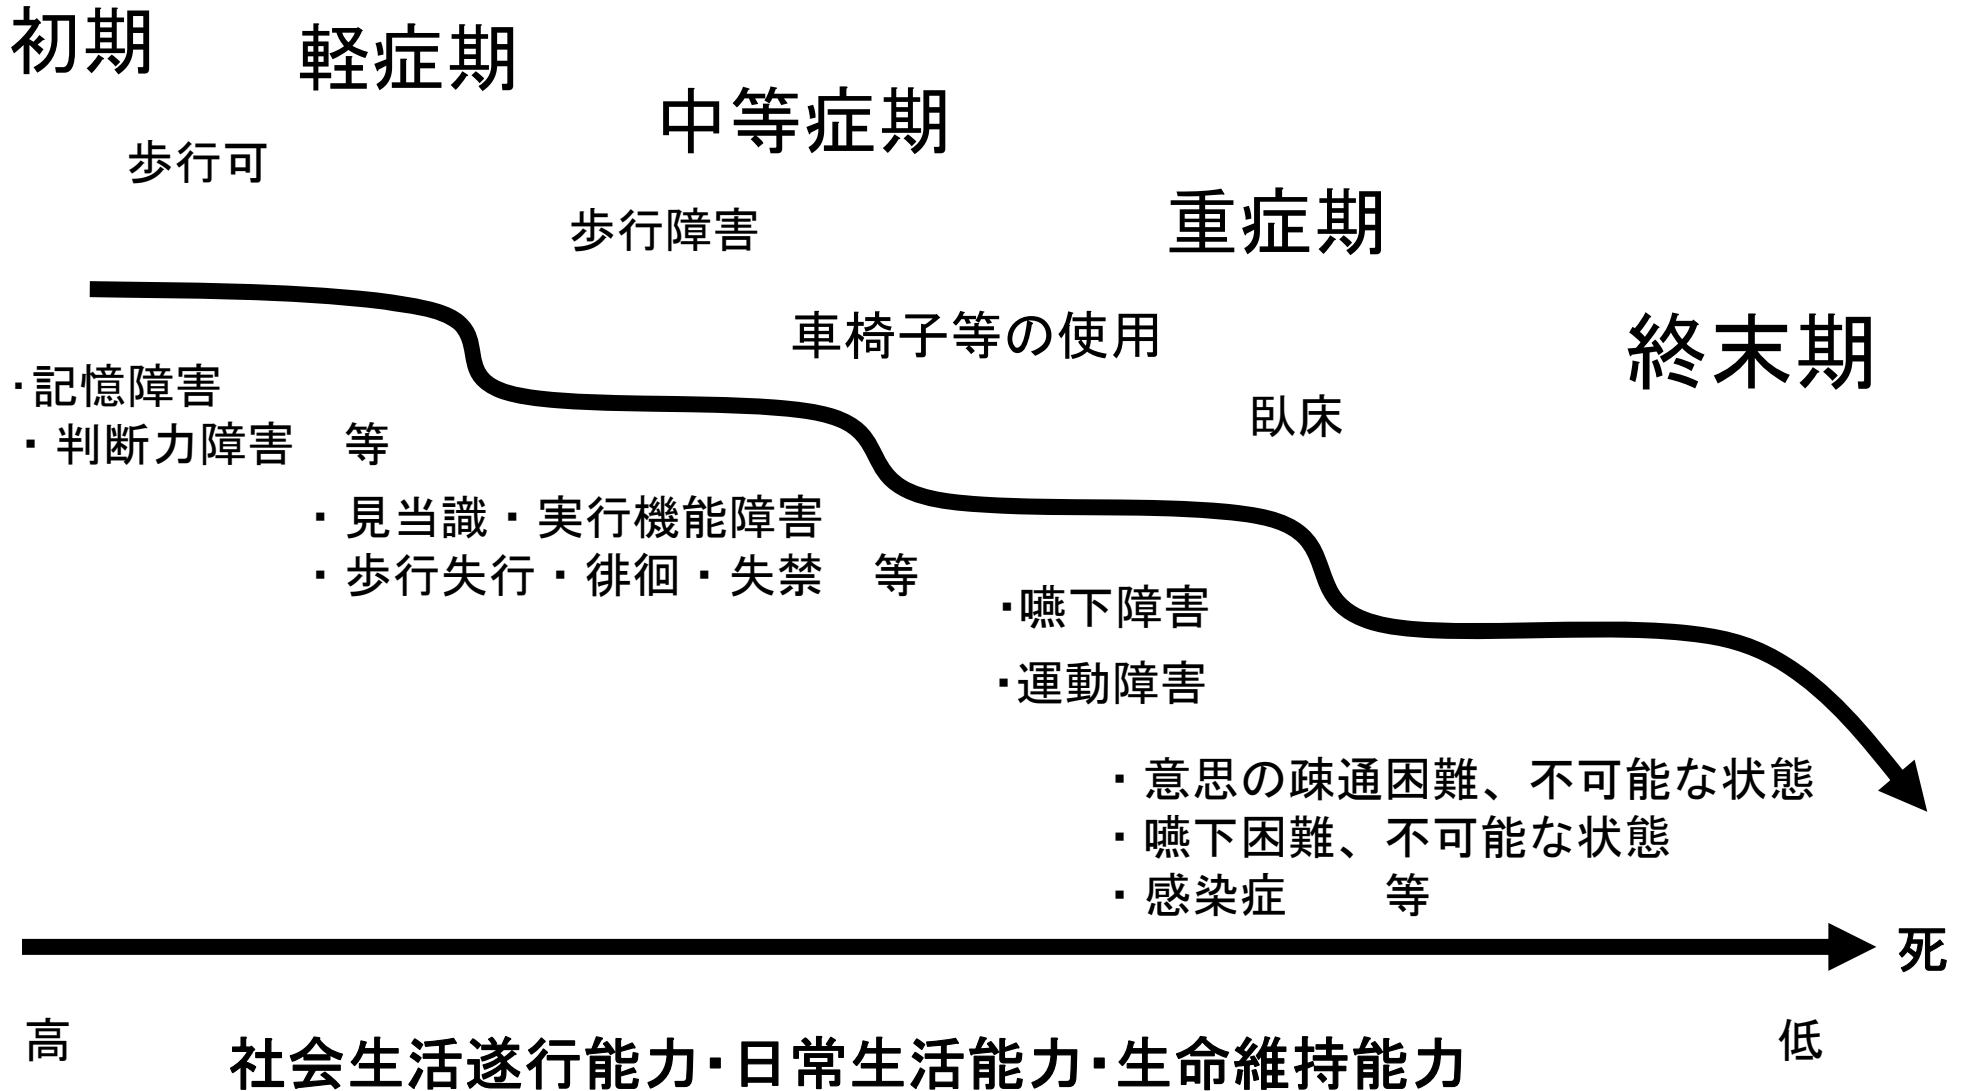 初期
軽症期
中等症期
歩行可
重症期
歩行障害
車椅子等の使用
終末期
・記憶障害
・判断力障害　等
臥床
・見当識・実行機能障害
・歩行失行・徘徊・失禁　等
・嚥下障害
・運動障害
・意思の疎通困難、不可能な状態
・嚥下困難、不可能な状態
・感染症　　等
死
高
低
社会生活遂行能力・日常生活能力・生命維持能力